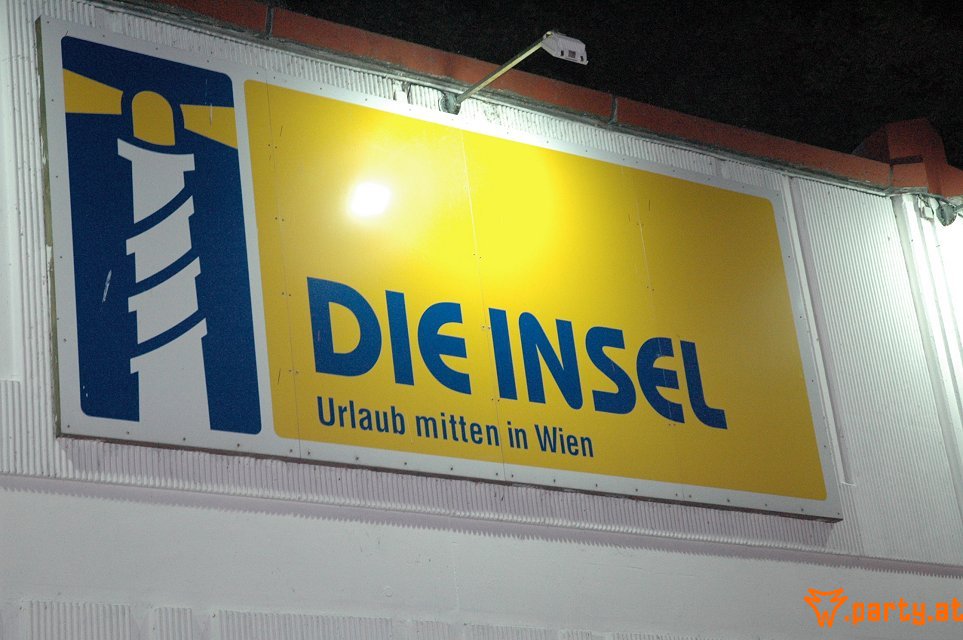 DIE INSEL
Urlaub mitten in Wien
party.at